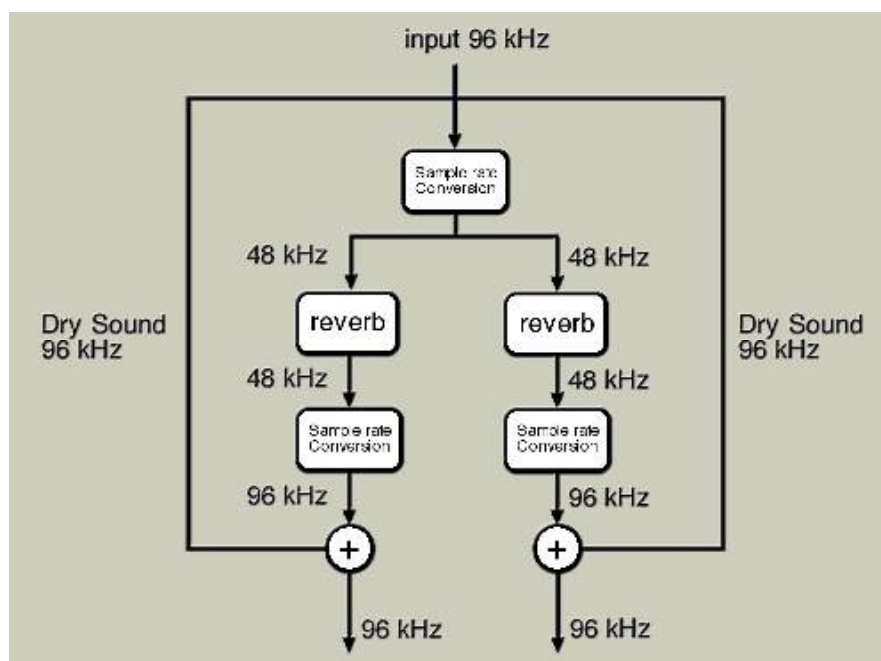 input 96 kHz
Sample rate
Conversion
48 kHz
48 kHz
reverb
reverb
Dry Sound
96 kHz
Dry Sound
96 kHz
48 kHz
48 kHz
Sample rate
Conversion
Sample rate
Conversion
96 kHz
96 kHz
+
+
96 kHz
96 kHz